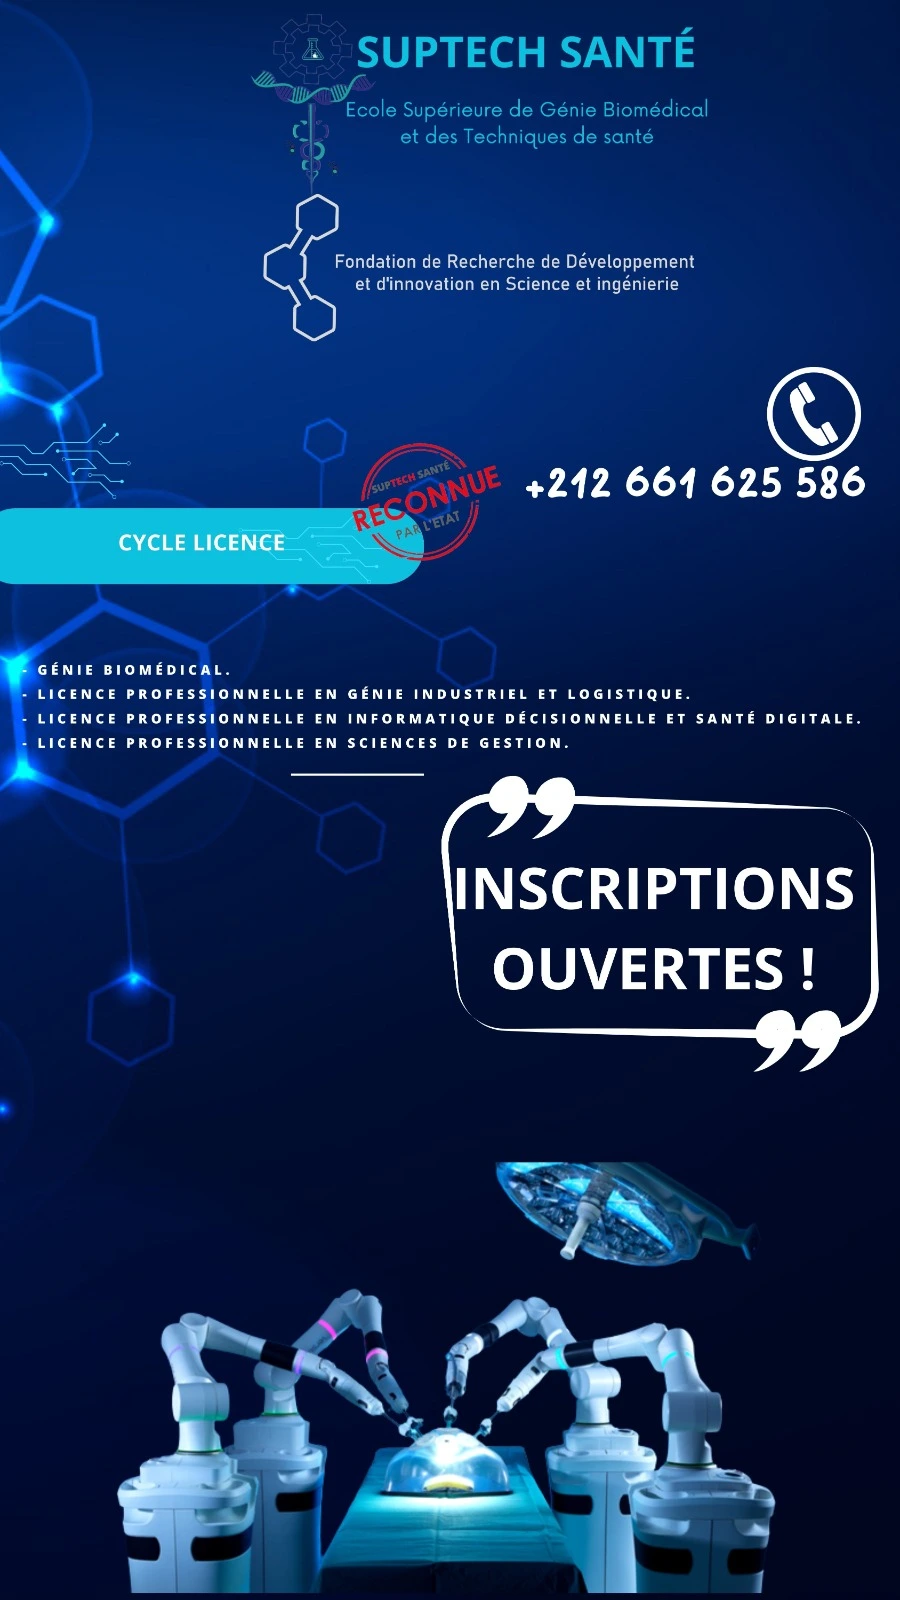 SUPTECH SANTÉ
Ecole Supérieure de Génie Biomédical
et des Techniques de santé
Fondation de Recherche de Développement
et d'innovation en Science et ingénierie
+212 661 625 586
SUPTECH SANTÉ
RECONNUE
PAR L'ETAT
CYCLE LICENCE
- GÉNIE BIOMÉDICAL.
- LICENCE PROFESSIONNELLE EN GÉNIE INDUSTRIEL ET LOGISTIQUE.
- LICENCE PROFESSIONNELLE EN INFORMATIQUE DÉCISIONNELLE ET SANTÉ DIGITALE.
- LICENCE PROFESSIONNELLE EN SCIENCES DE GESTION.
INSCRIPTIONS
OUVERTES !